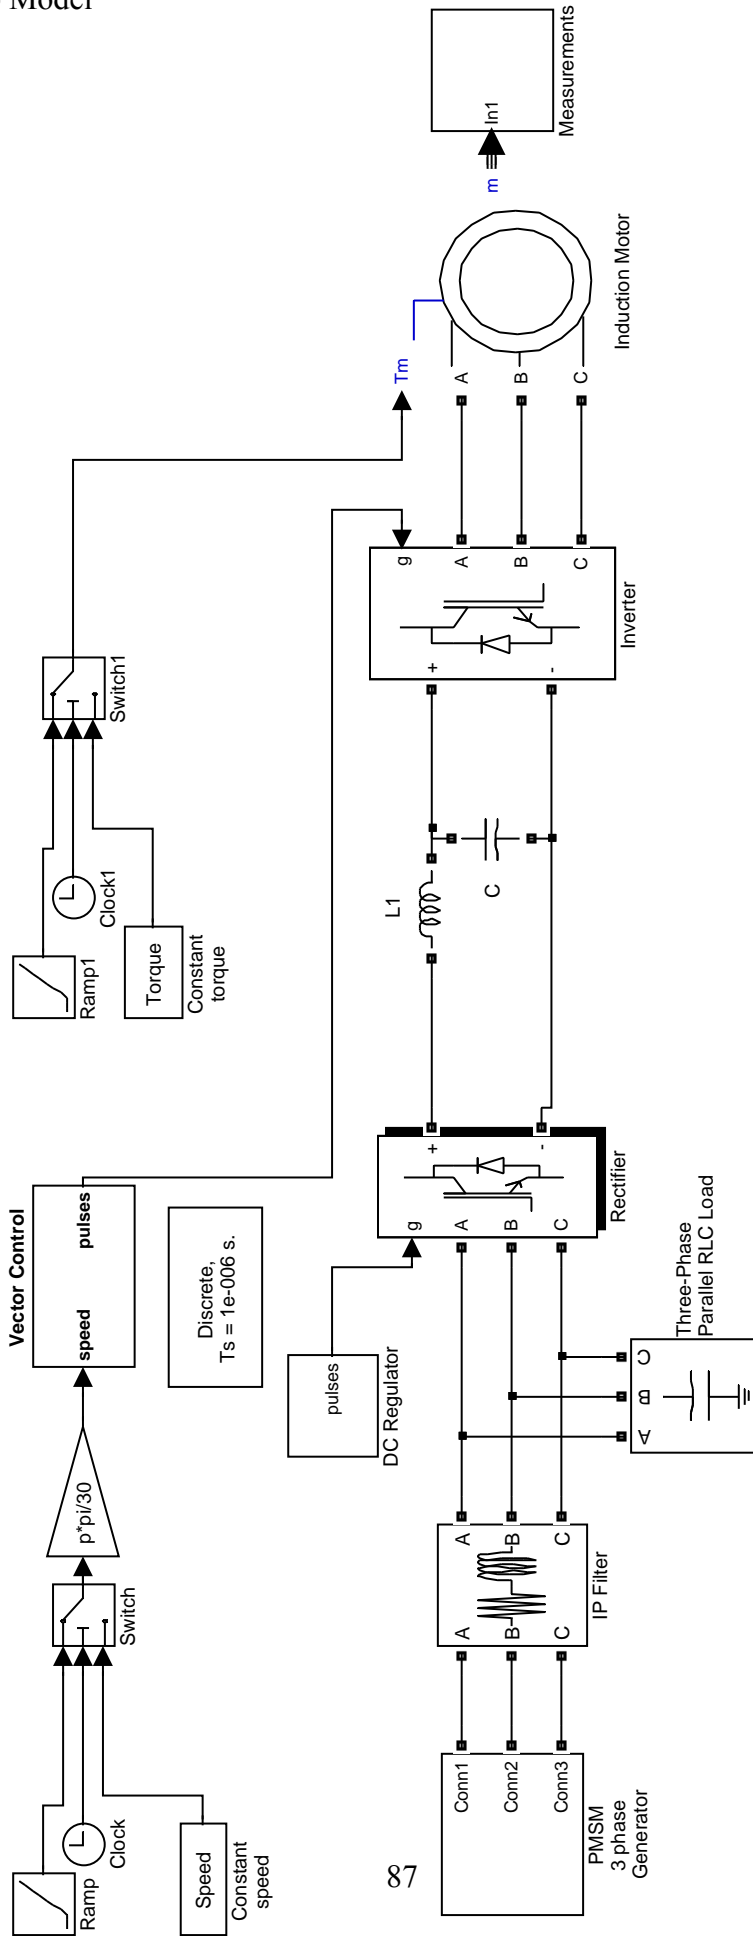 Model
Ramp
Clock
Speed
Constant
speed
Switch
p*pi/30
Vector Control
speed
pulses
Discrete,
Ts = 1e-006 s.
Ramp1
Clock1
Torque
Constant
torque
Switch1
pulses
DC Regulator
PMSM
3 phase
Generator
Conn1
Conn2
Conn3
A
B
C
A
B
C
IP Filter
A
B
C
Three-Phase
Parallel RLC Load
g
A
B
C
+
-
Rectifier
L1
C
+
-
g
A
B
C
Inverter
Tm
A
B
C
m
Induction Motor
In1
Measurements
87